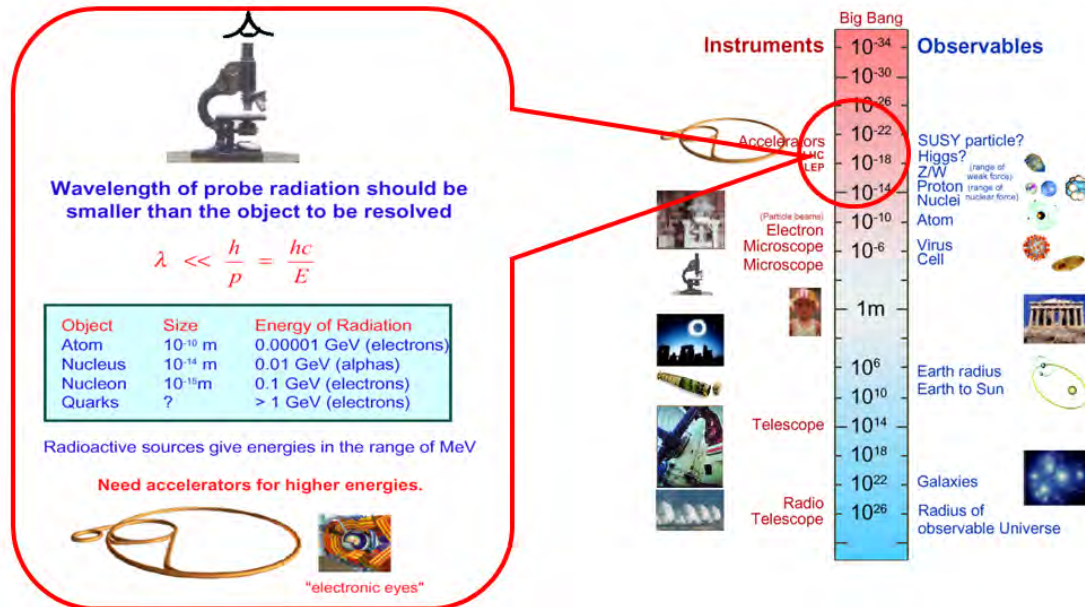 Wavelength of probe radiation should be
smaller than the object to be resolved
λ << h/p = hc/E
Object Size Energy of Radiation
Atom 10⁻¹⁰ m 0.00001 GeV (electrons)
Nucleus 10⁻¹⁴ m 0.01 GeV (alphas)
Nucleon 10⁻¹⁵m 0.1 GeV (electrons)
Quarks ? > 1 GeV (electrons)
Radioactive sources give energies in the range of MeV
Need accelerators for higher energies.
"electronic eyes"
Big Bang
Instruments
Observables
10⁻³⁴
10⁻³⁰
10⁻²⁶
10⁻²²
10⁻¹⁸
10⁻¹⁴
10⁻¹⁰
10⁻⁶
1m
10⁶
10¹⁰
10¹⁴
10¹⁸
10²²
10²⁶
Accelerators
LHC
LEP
(Particle beams)
Electron
Microscope
Microscope
Telescope
Radio
Telescope
SUSY particle?
Higgs?
Z/W (range of weak force)
Proton
Nuclei (range of nuclear force)
Atom
Virus
Cell
Earth radius
Earth to Sun
Galaxies
Radius of
observable Universe